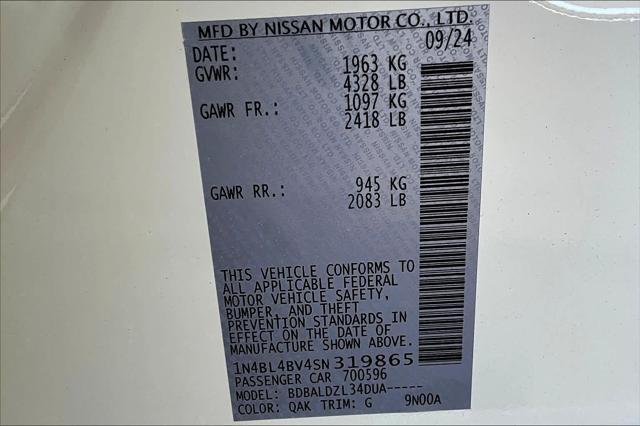 MFD BY NISSAN MOTOR CO., LTD.
DATE: 09/24
GVWR: 1963 KG
4328 LB
GAWR FR.: 1097 KG
2418 LB
GAWR RR.: 945 KG
2083 LB
THIS VEHICLE CONFORMS TO
ALL APPLICABLE FEDERAL
MOTOR VEHICLE SAFETY,
BUMPER, AND THEFT
PREVENTION STANDARDS IN
EFFECT ON THE DATE OF
MANUFACTURE SHOWN ABOVE.
1N4BL4BV4SN319865
PASSENGER CAR 700596
MODEL: BDBALDZL34DUA-----
COLOR: QAK TRIM: G 9N00A